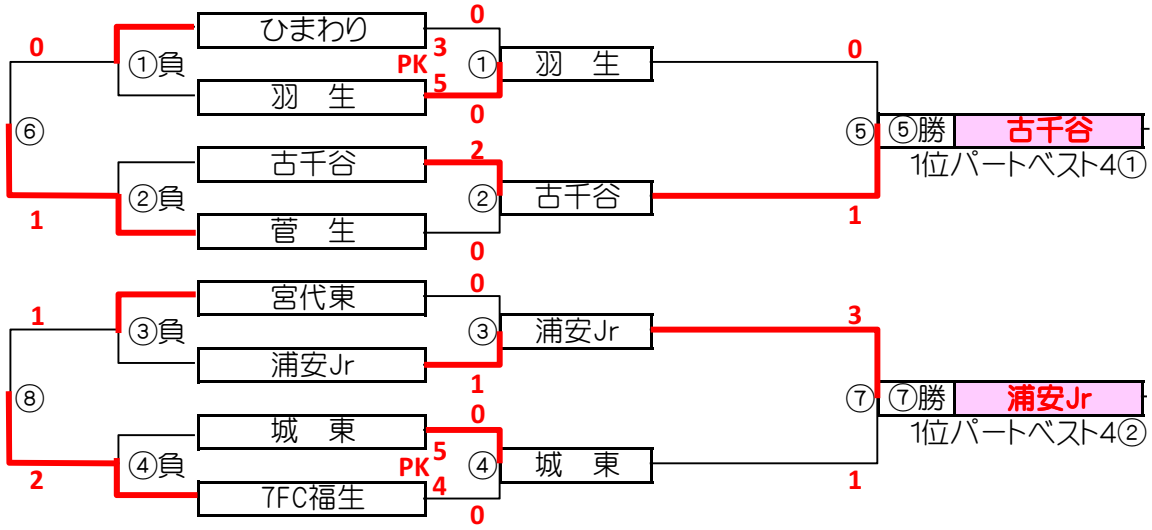 0
ひまわり
0
①負
PK
3
①
羽 生
0
羽 生
5
0
⑥
⑤
⑤勝
古千谷
1位パートベスト4①
古千谷
2
②負
②
古千谷
1
菅 生
0
1
宮代東
0
1
③負
③
浦安Jr
3
浦安Jr
1
⑧
⑦
⑦勝
浦安Jr
1位パートベスト4②
城 東
0
④負
PK
5
④
城 東
2
7FC福生
4
0
1